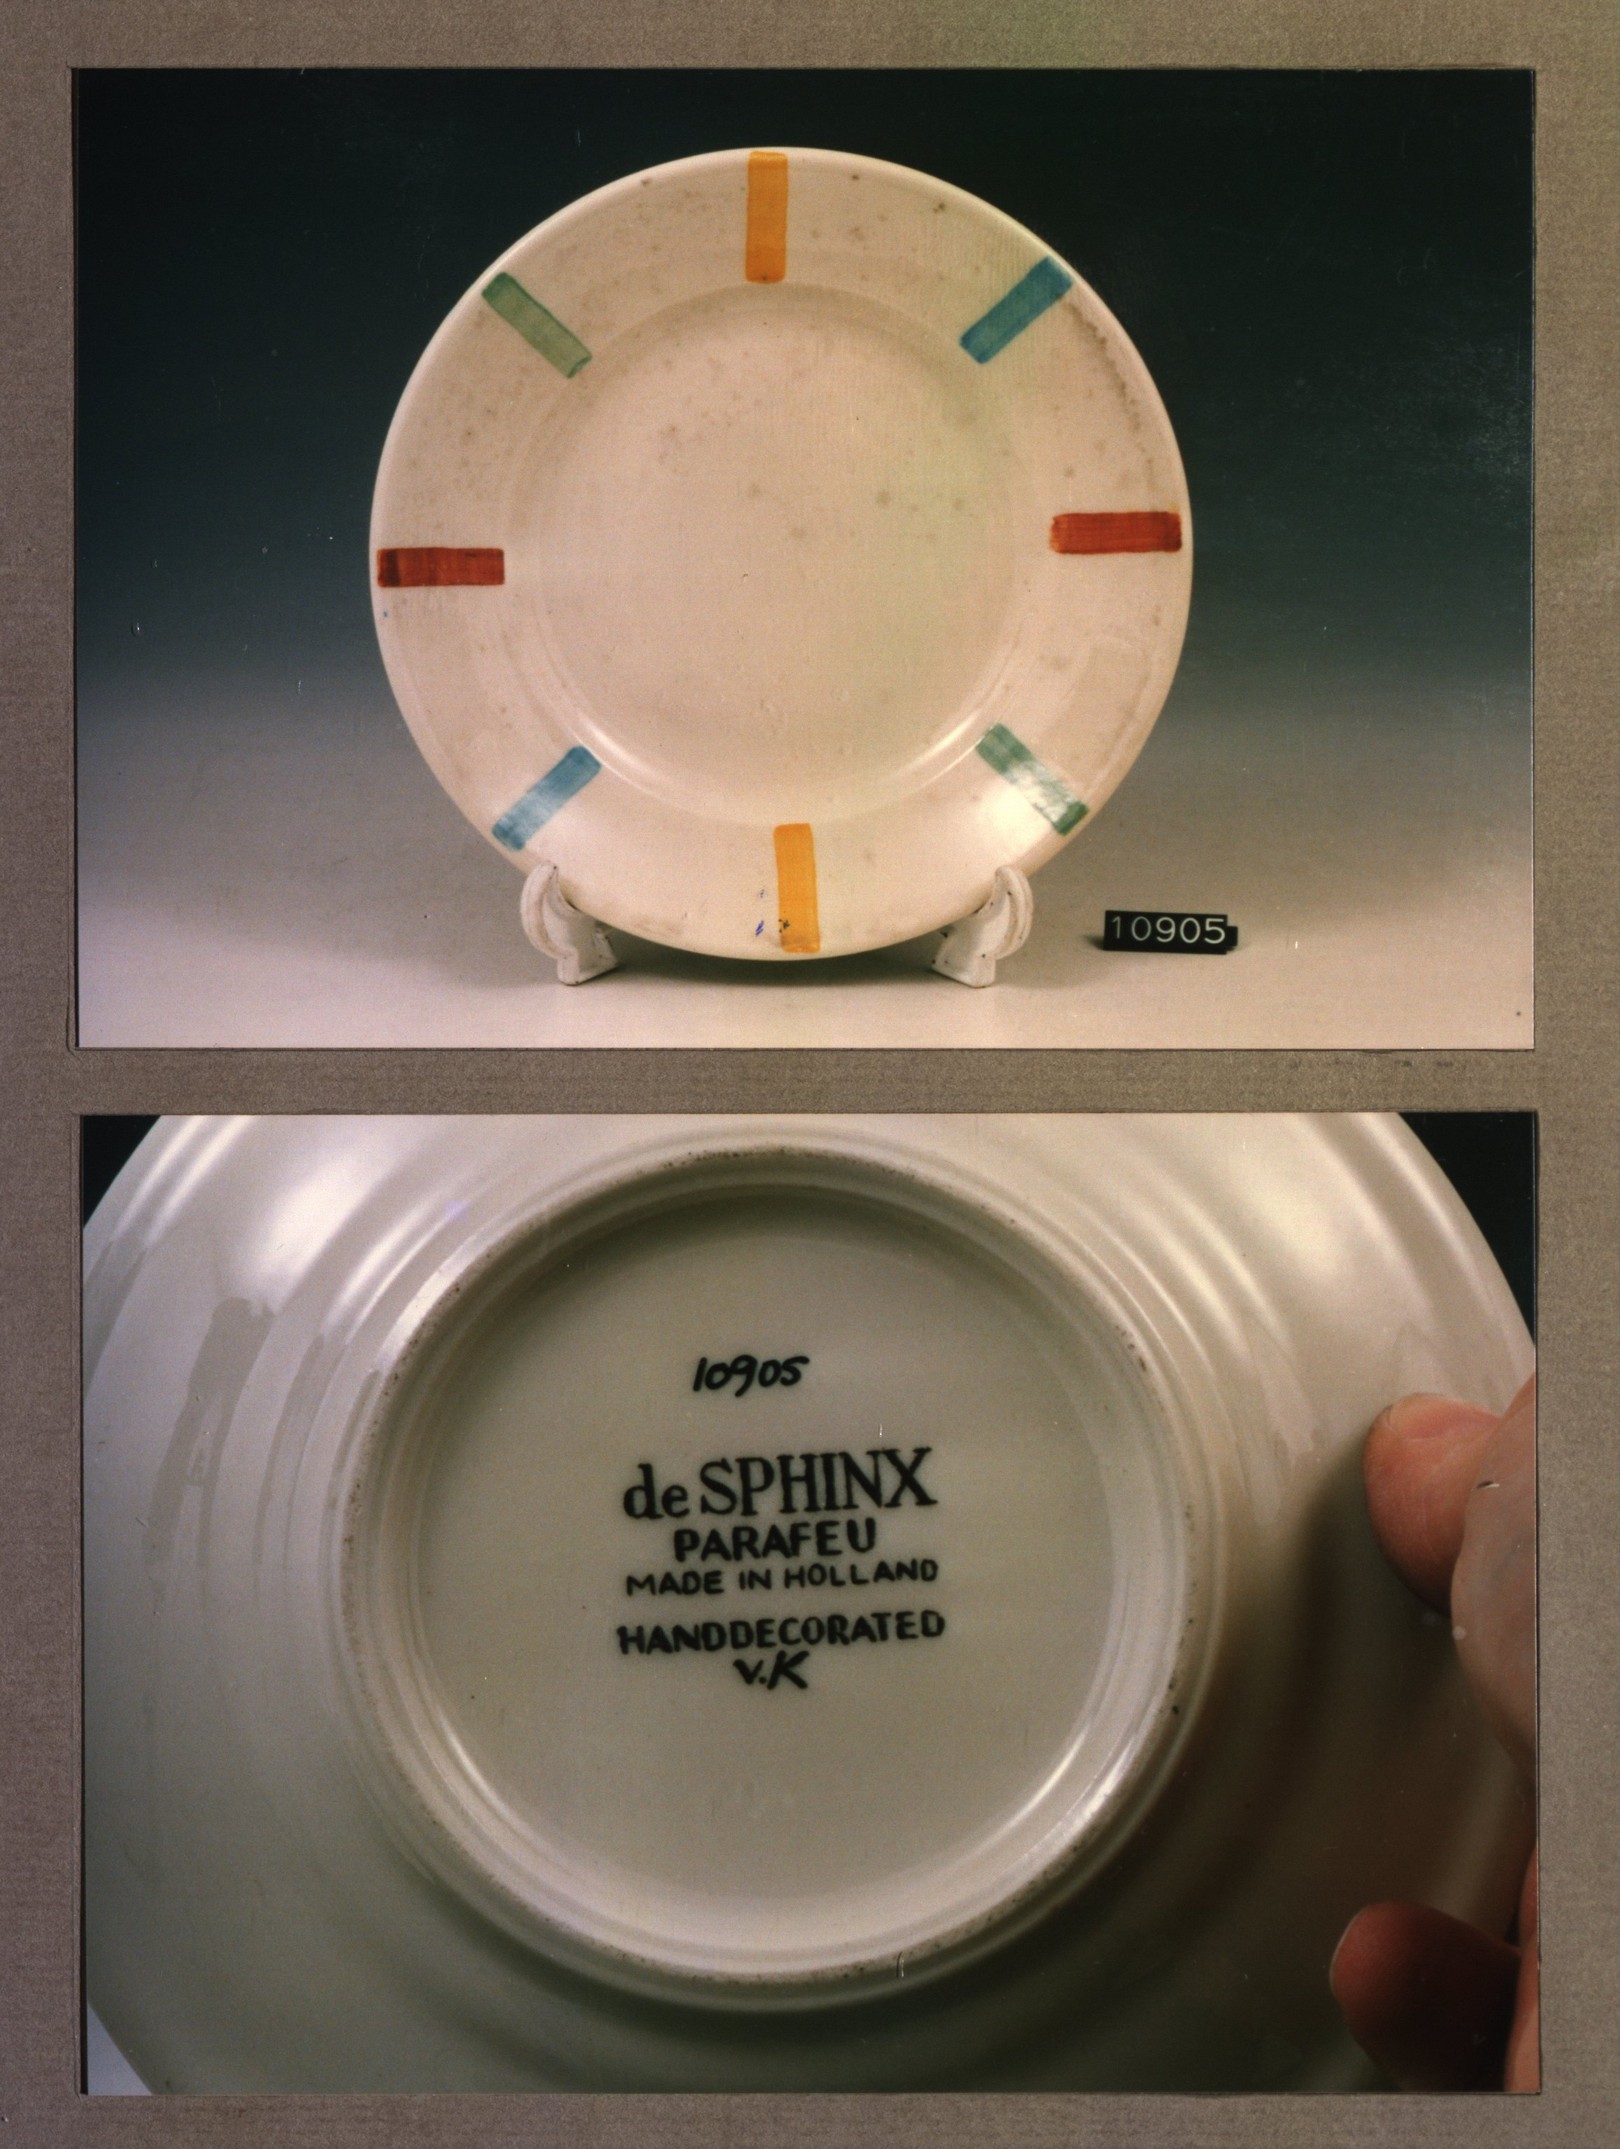 10905
10905
de SPHINX
PARAFEU
MADE IN HOLLAND
HANDDECORATED
v.K